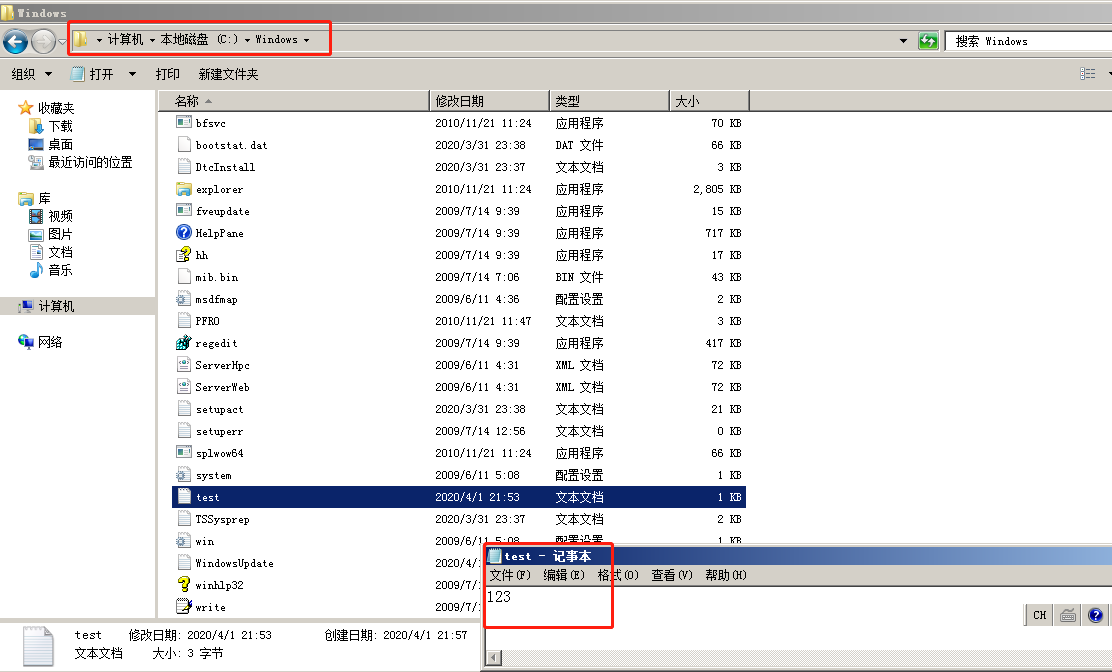 Windows
计算机 本地磁盘 (C:) Windows
搜索 Windows
组织 打开 打印 新建文件夹
收藏夹
下载
桌面
最近访问的位置
库
视频
图片
文档
音乐
计算机
网络
名称 修改日期 类型 大小
bfsvc 2010/11/21 11:24 应用程序 70 KB
bootstat.dat 2020/3/31 23:38 DAT 文件 66 KB
DtcInstall 2020/3/31 23:37 文本文档 3 KB
explorer 2010/11/21 11:24 应用程序 2,805 KB
fveupdate 2009/7/14 9:39 应用程序 15 KB
HelpPane 2009/7/14 9:39 应用程序 717 KB
hh 2009/7/14 9:39 应用程序 17 KB
mib.bin 2009/7/14 7:06 BIN 文件 43 KB
msdfmap 2009/6/11 4:36 配置设置 2 KB
PFRO 2010/11/21 11:47 文本文档 3 KB
regedit 2009/7/14 9:39 应用程序 417 KB
ServerHpc 2009/6/11 4:31 XML 文档 72 KB
ServerWeb 2009/6/11 4:31 XML 文档 72 KB
setupact 2020/3/31 23:38 文本文档 21 KB
setuperr 2009/7/14 12:56 文本文档 0 KB
splwow64 2010/11/21 11:24 应用程序 66 KB
system 2009/6/11 5:08 配置设置 1 KB
test 2020/4/1 21:53 文本文档 1 KB
TSSysprep 2020/3/31 23:37 文本文档 2 KB
win 2009/6/11 5:08 配置设置 1 KB
WindowsUpdate 2020/4/
winhlp32 2009/7/
write 2009/7/
test - 记事本
文件(F) 编辑(E) 格式(O) 查看(V) 帮助(H)
123
CH
test 修改日期: 2020/4/1 21:53 创建日期: 2020/4/1 21:57
文本文档 大小: 3 字节